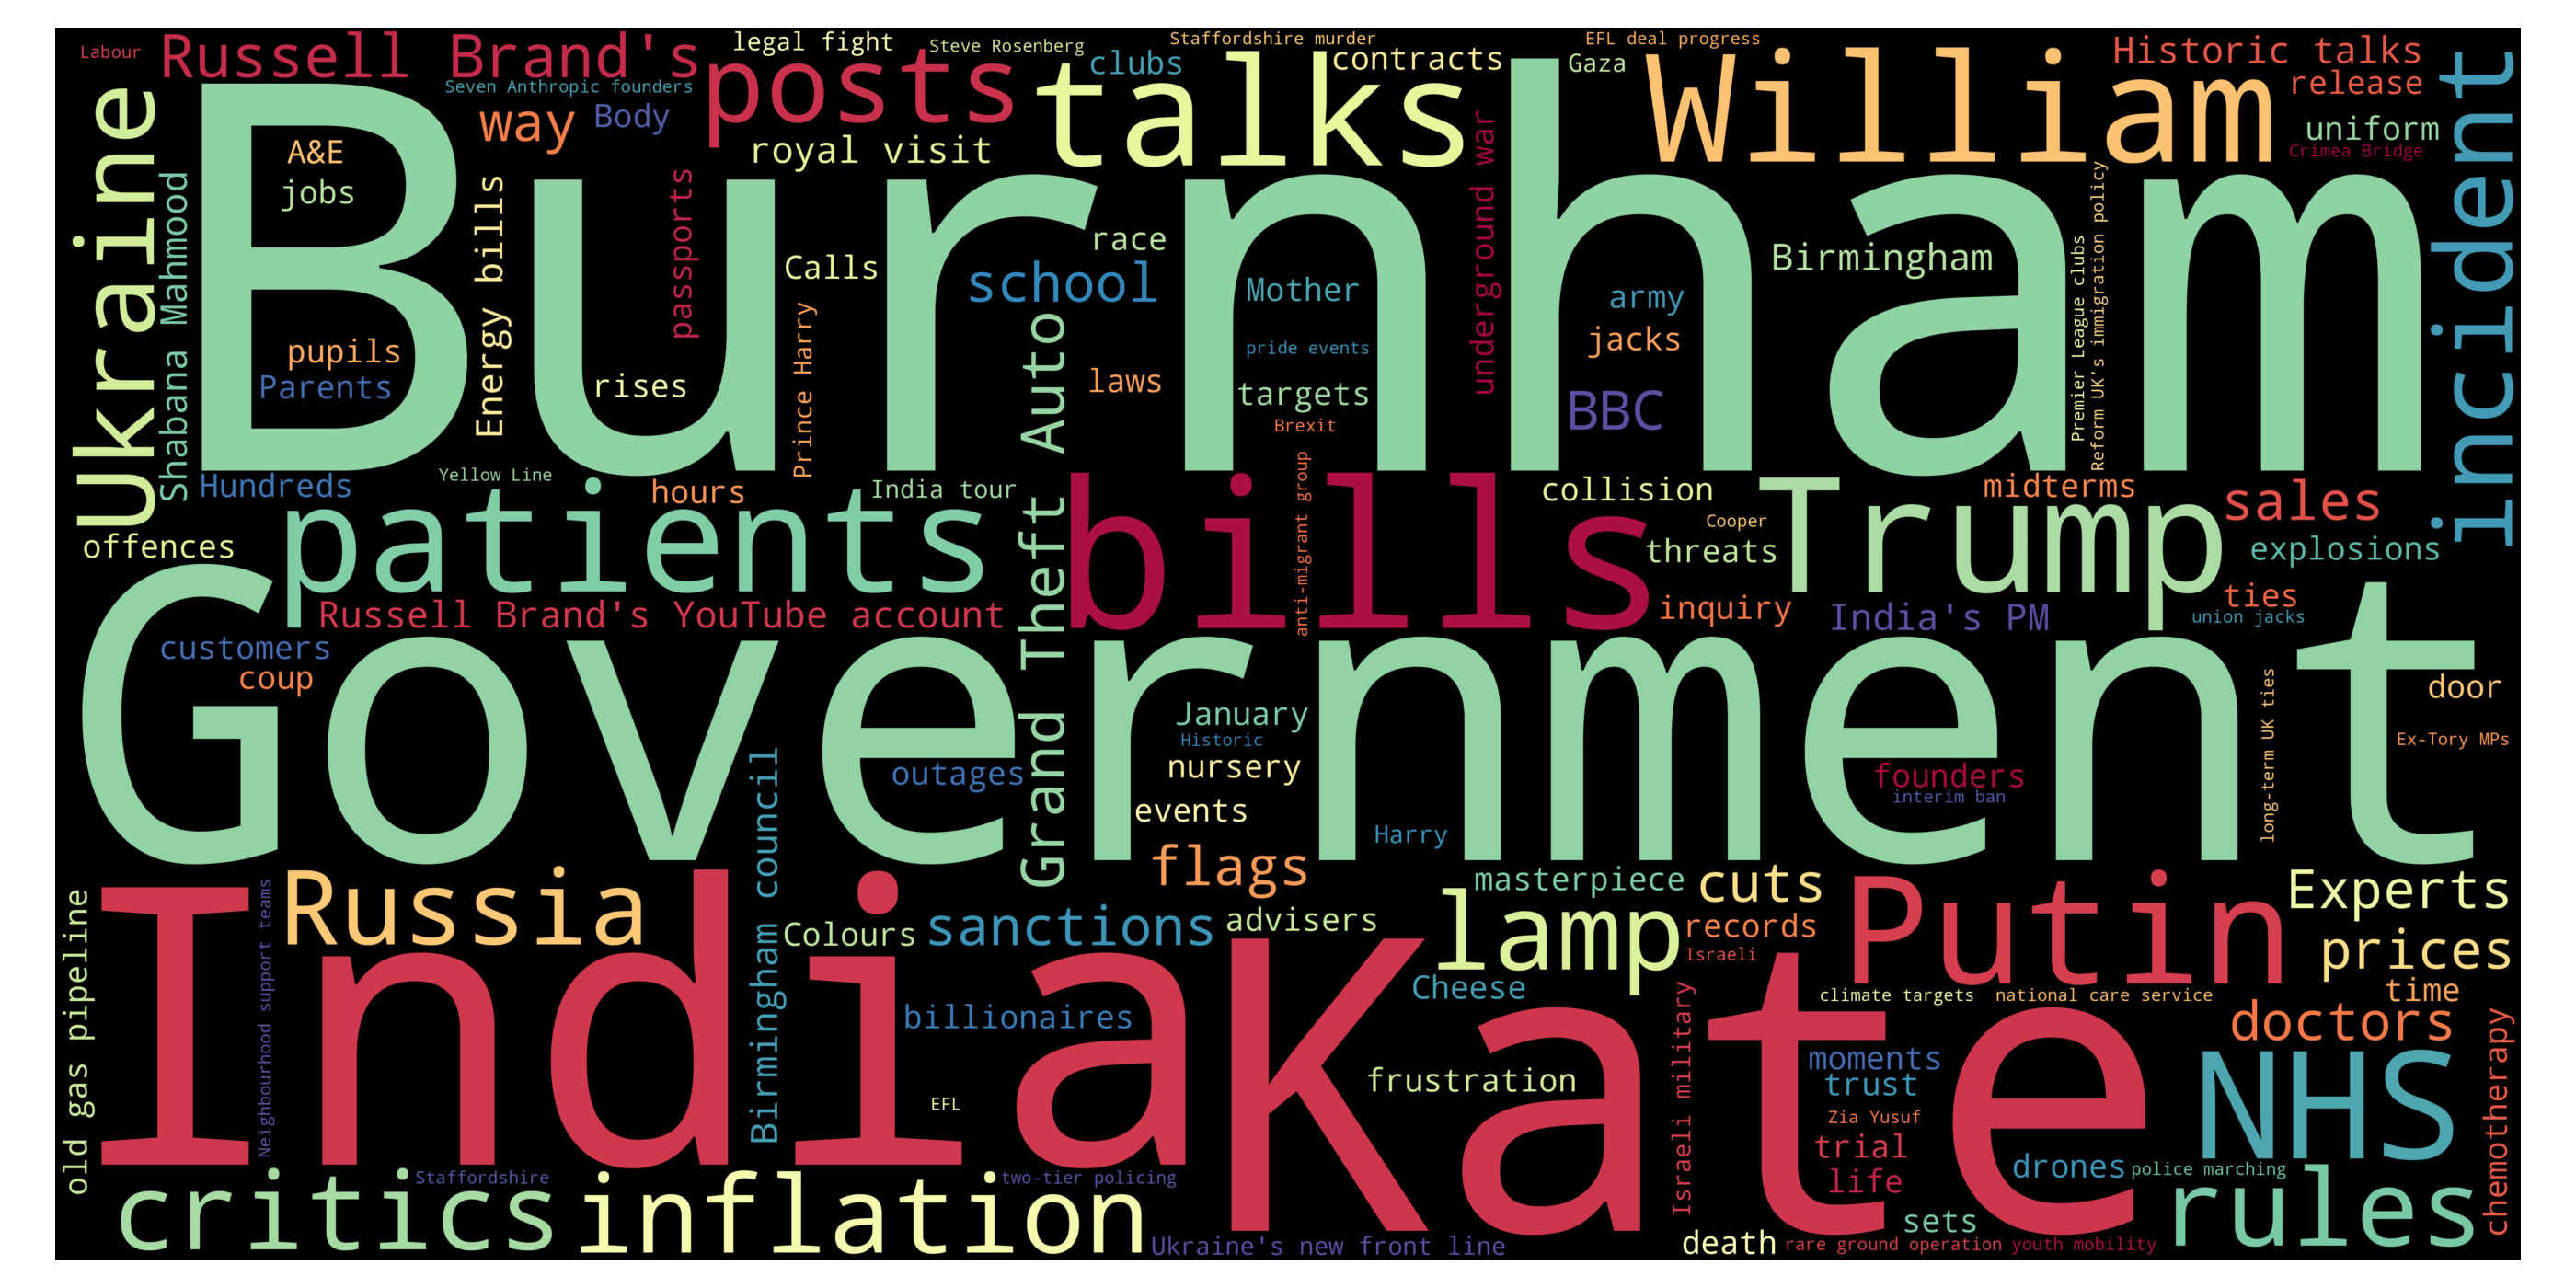 Labour
Russell Brand's
legal fight
Steve Rosenberg
Staffordshire murder
EFL deal progress
Historic talks
Seven Anthropic founders
posts
talks
clubs
contracts
Gaza
William
release
incident
Ukraine
Burnham
way
Body
A&E
jobs
royal visit
uniform
Crimea Bridge
Shabana Mahmood
Energy bills
passports
Calls
race
school
Mother
underground war
army
Birmingham
Premier League clubs
Reform UK’s immigration policy
pupils
Parents
rises
Prince Harry
Grand Theft Auto
laws
pride events
targets
Brexit
jacks
BBC
Hundreds
Yellow Line
hours
India tour
bills
anti-migrant group
collision
Cooper
threats
Trump
midterms
sales
explosions
offences
patients
Russell Brand's YouTube account
inquiry
India's PM
ties
union jacks
Government
customers
coup
January
Historic
nursery
outages
events
Harry
founders
interim ban
long-term UK ties
door
Ex-Tory MPs
Birmingham council
flags
old gas pipeline
Neighbourhood support teams
Russia
India
Colours
sanctions
advisers
masterpiece
lamp
cuts
records
Israeli
Putin
Experts
prices
time
Kate
Cheese
billionaires
climate targets
national care service
doctors
frustration
Israeli military
moments
trust
Zia Yusuf
trial
life
NHS
chemotherapy
EFL
critics
Staffordshire
inflation
two-tier policing
drones
police marching
rules
sets
Ukraine's new front line
death
rare ground operation
youth mobility